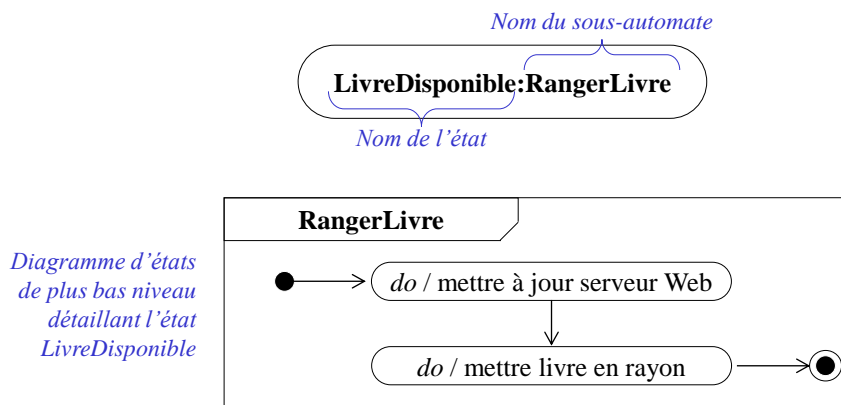 Nom du sous-automate
LivreDisponible:RangerLivre
Nom de l’état
RangerLivre
Diagramme d’états
de plus bas niveau
détaillant l’état
LivreDisponible
do / mettre à jour serveur Web
do / mettre livre en rayon